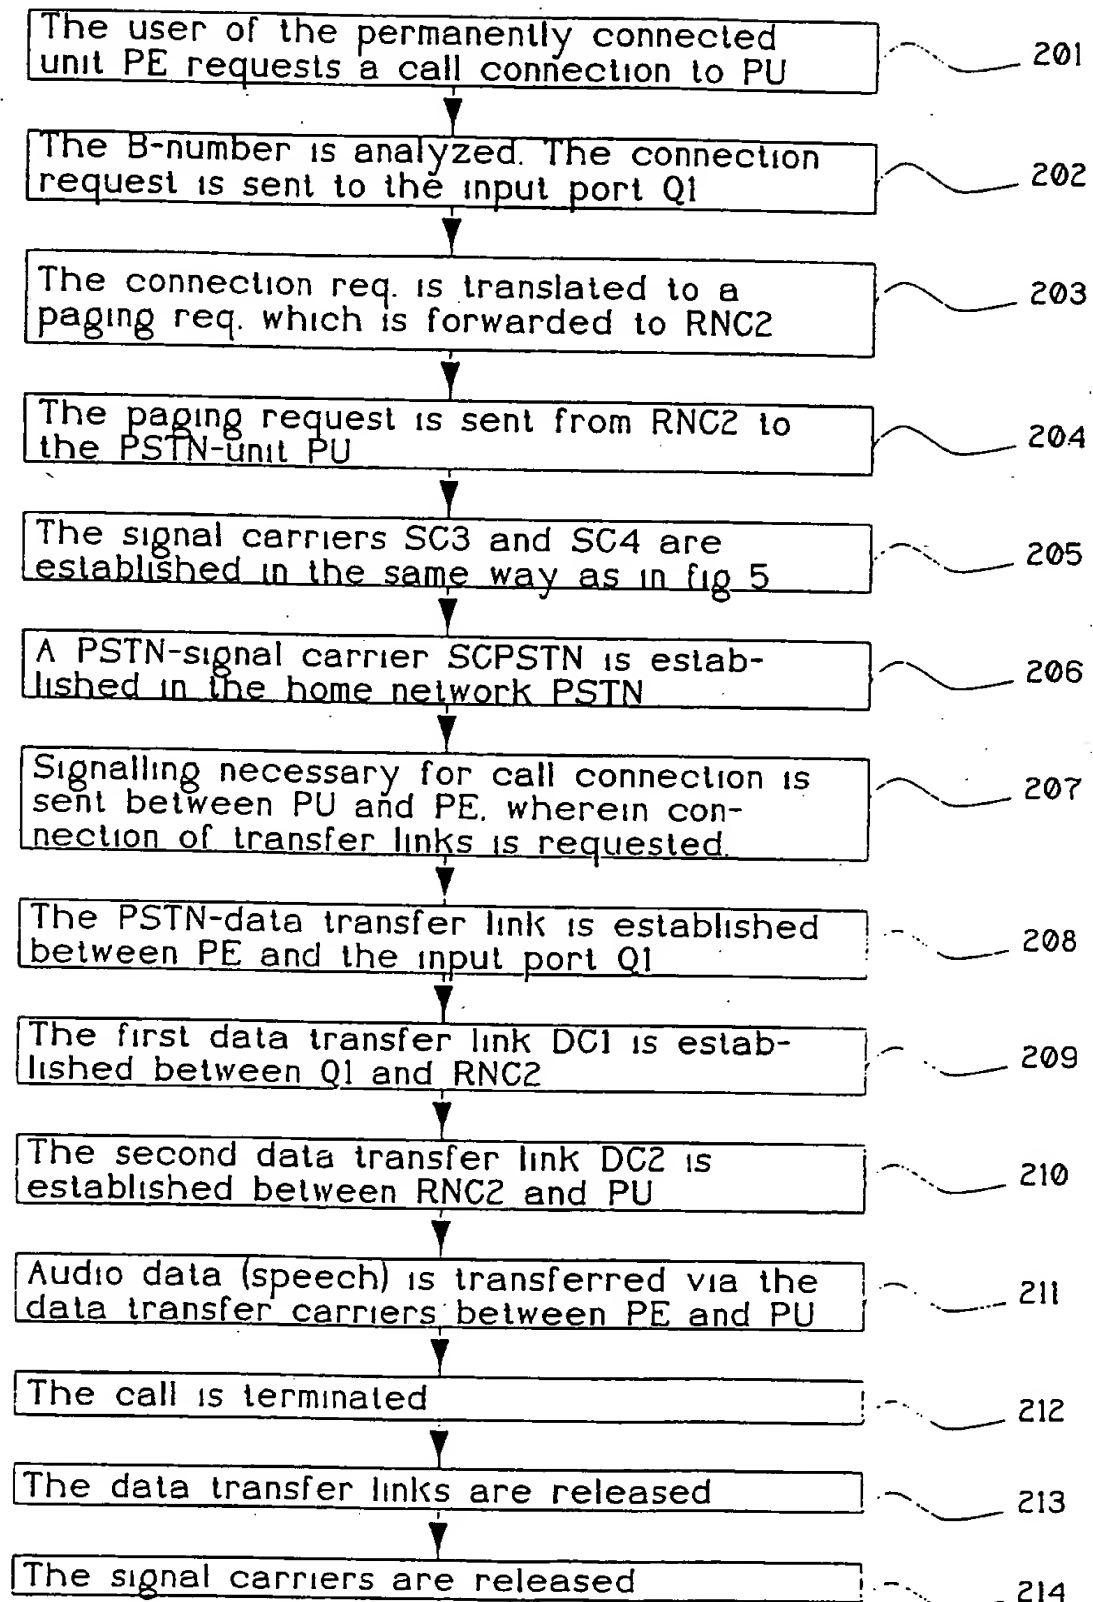 The user of the permanently connected
unit PE requests a call connection to PU
201
The B-number is analyzed. The connection
request is sent to the input port Q1
202
The connection req. is translated to a
paging req. which is forwarded to RNC2
203
The paging request is sent from RNC2 to
the PSTN-unit PU
204
The signal carriers SC3 and SC4 are
established in the same way as in fig 5
205
A PSTN-signal carrier SCPSTN is estab-
lished in the home network PSTN
206
Signalling necessary for call connection is
sent between PU and PE, wherein con-
nection of transfer links is requested.
207
The PSTN-data transfer link is established
between PE and the input port Q1
208
The first data transfer link DC1 is estab-
lished between Q1 and RNC2
209
The second data transfer link DC2 is
established between RNC2 and PU
210
Audio data (speech) is transferred via the
data transfer carriers between PE and PU
211
The call is terminated
212
The data transfer links are released
213
The signal carriers are released
214